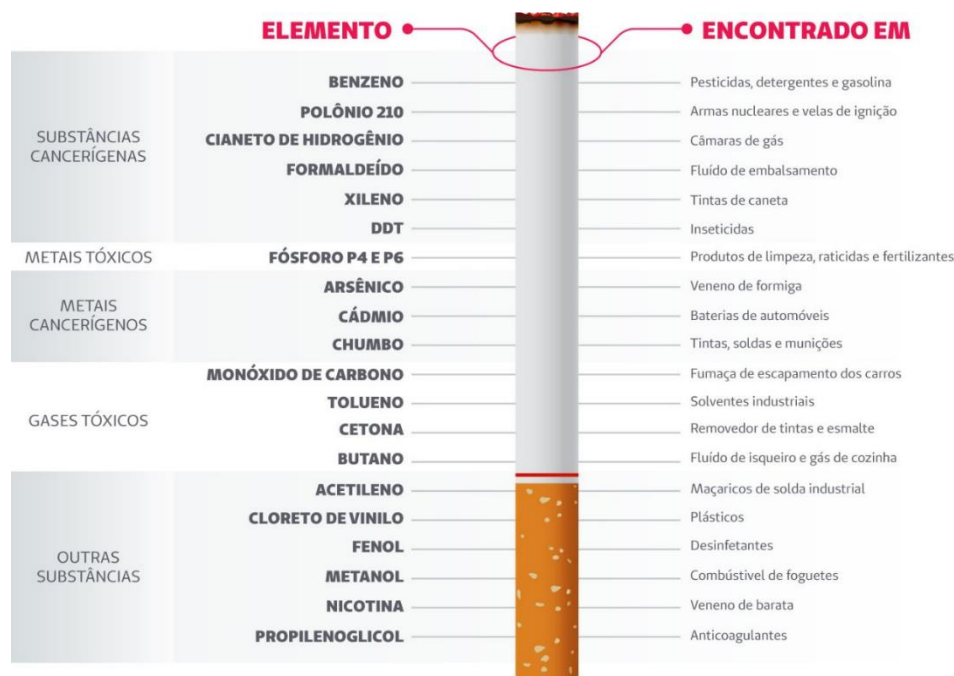 ELEMENTO
ENCONTRADO EM
SUBSTÂNCIAS
CANCERÍGENAS
BENZENO
Pesticidas, detergentes e gasolina
POLÔNIO 210
Armas nucleares e velas de ignição
CIANETO DE HIDROGÊNIO
Câmaras de gás
FORMALDEÍDO
Fluído de embalsamento
XILENO
Tintas de caneta
DDT
Inseticidas
METAIS TÓXICOS
FÓSFORO P4 E P6
Produtos de limpeza, raticidas e fertilizantes
METAIS
CANCERÍGENOS
ARSÊNICO
Veneno de formiga
CÁDMIO
Baterias de automóveis
CHUMBO
Tintas, soldas e munições
GASES TÓXICOS
MONÓXIDO DE CARBONO
Fumaça de escapamento dos carros
TOLUENO
Solventes industriais
CETONA
Removedor de tintas e esmalte
BUTANO
Fluído de isqueiro e gás de cozinha
OUTRAS
SUBSTÂNCIAS
ACETILENO
Maçaricos de solda industrial
CLORETO DE VINILO
Plásticos
FENOL
Desinfetantes
METANOL
Combústivel de foguetes
NICOTINA
Veneno de barata
PROPILENOGLICOL
Anticoagulantes